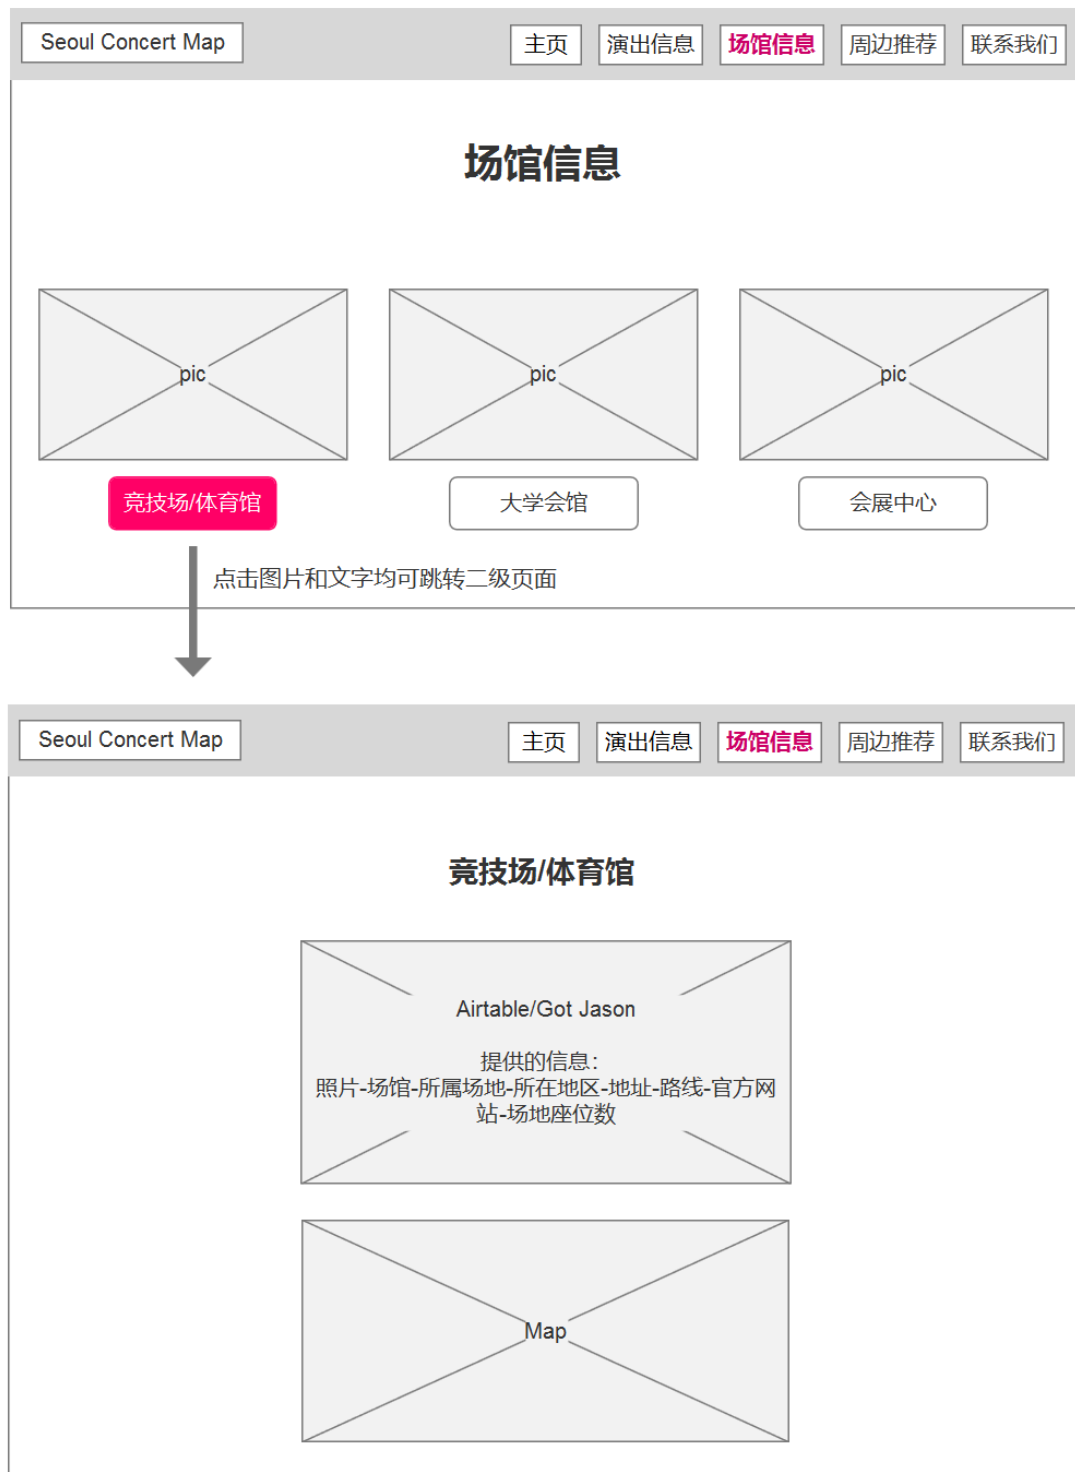 Seoul Concert Map
主页
演出信息
场馆信息
周边推荐
联系我们
场馆信息
pic
pic
pic
竞技场/体育馆
大学会馆
会展中心
点击图片和文字均可跳转二级页面
Seoul Concert Map
主页
演出信息
场馆信息
周边推荐
联系我们
竞技场/体育馆
Airtable/Got Jason
提供的信息：
照片-场馆-所属场地-所在地区-地址-路线-官方网
站-场地座位数
Map